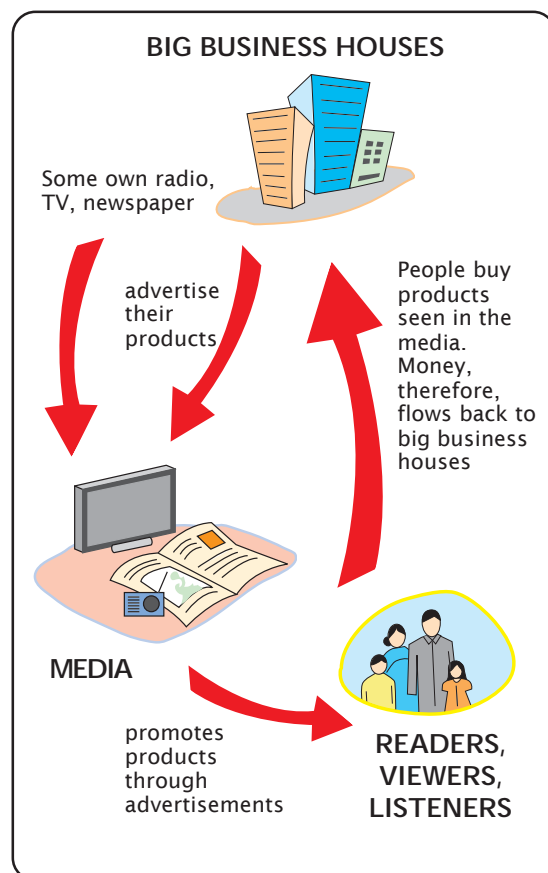 BIG BUSINESS HOUSES
Some own radio,
TV, newspaper
advertise
their
products
People buy
products
seen in the
media.
Money,
therefore,
flows back to
big business
houses
MEDIA
promotes
products
through
advertisements
READERS,
VIEWERS,
LISTENERS